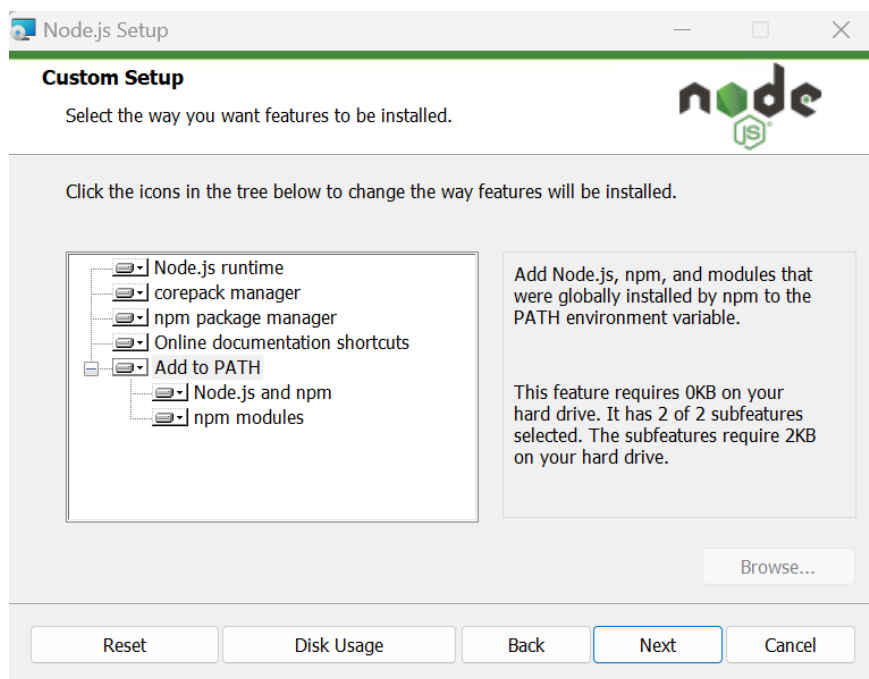 Node.js Setup
Custom Setup
Select the way you want features to be installed.
node
JS
Click the icons in the tree below to change the way features will be installed.
Node.js runtime
corepack manager
npm package manager
Online documentation shortcuts
Add to PATH
Node.js and npm
npm modules
Add Node.js, npm, and modules that
were globally installed by npm to the
PATH environment variable.
This feature requires 0KB on your
hard drive. It has 2 of 2 subfeatures
selected. The subfeatures require 2KB
on your hard drive.
Browse...
Reset
Disk Usage
Back
Next
Cancel